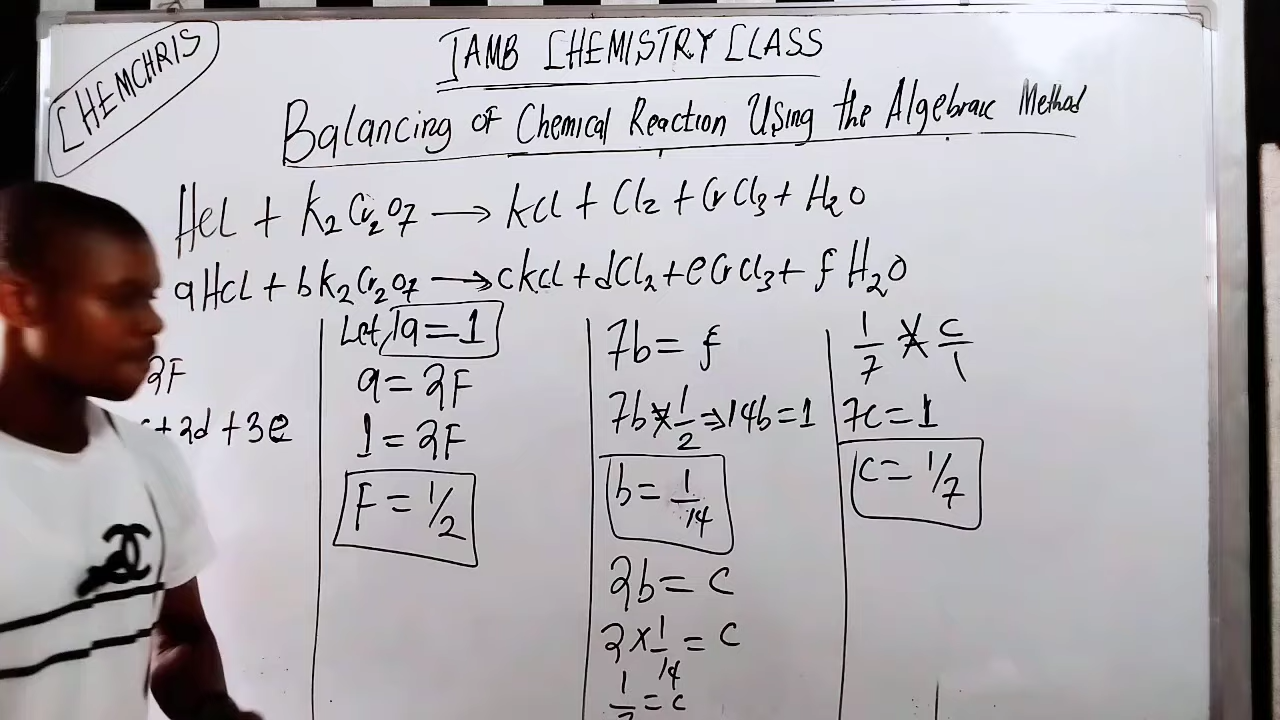 CHEMCHRIS
JAMB CHEMISTRY CLASS
Balancing of Chemical Reaction Using the Algebraic Method
HCl + K₂Cr₂O₇ → KCl + Cl₂ + CrCl₃ + H₂O
aHCl + bK₂Cr₂O₇ → cKCl + dCl₂ + eCrCl₃ + fH₂O
2F
+ 2d + 3e
Let a = 1
a = 2F
1 = 2F
F = 1/2
7b = f
7b × 1/2 ⇒ 14b = 1
b = 1/14
2b = c
2 × 1/14 = c
1/7 = c
1/7 × c/1
7c = 1
c = 1/7